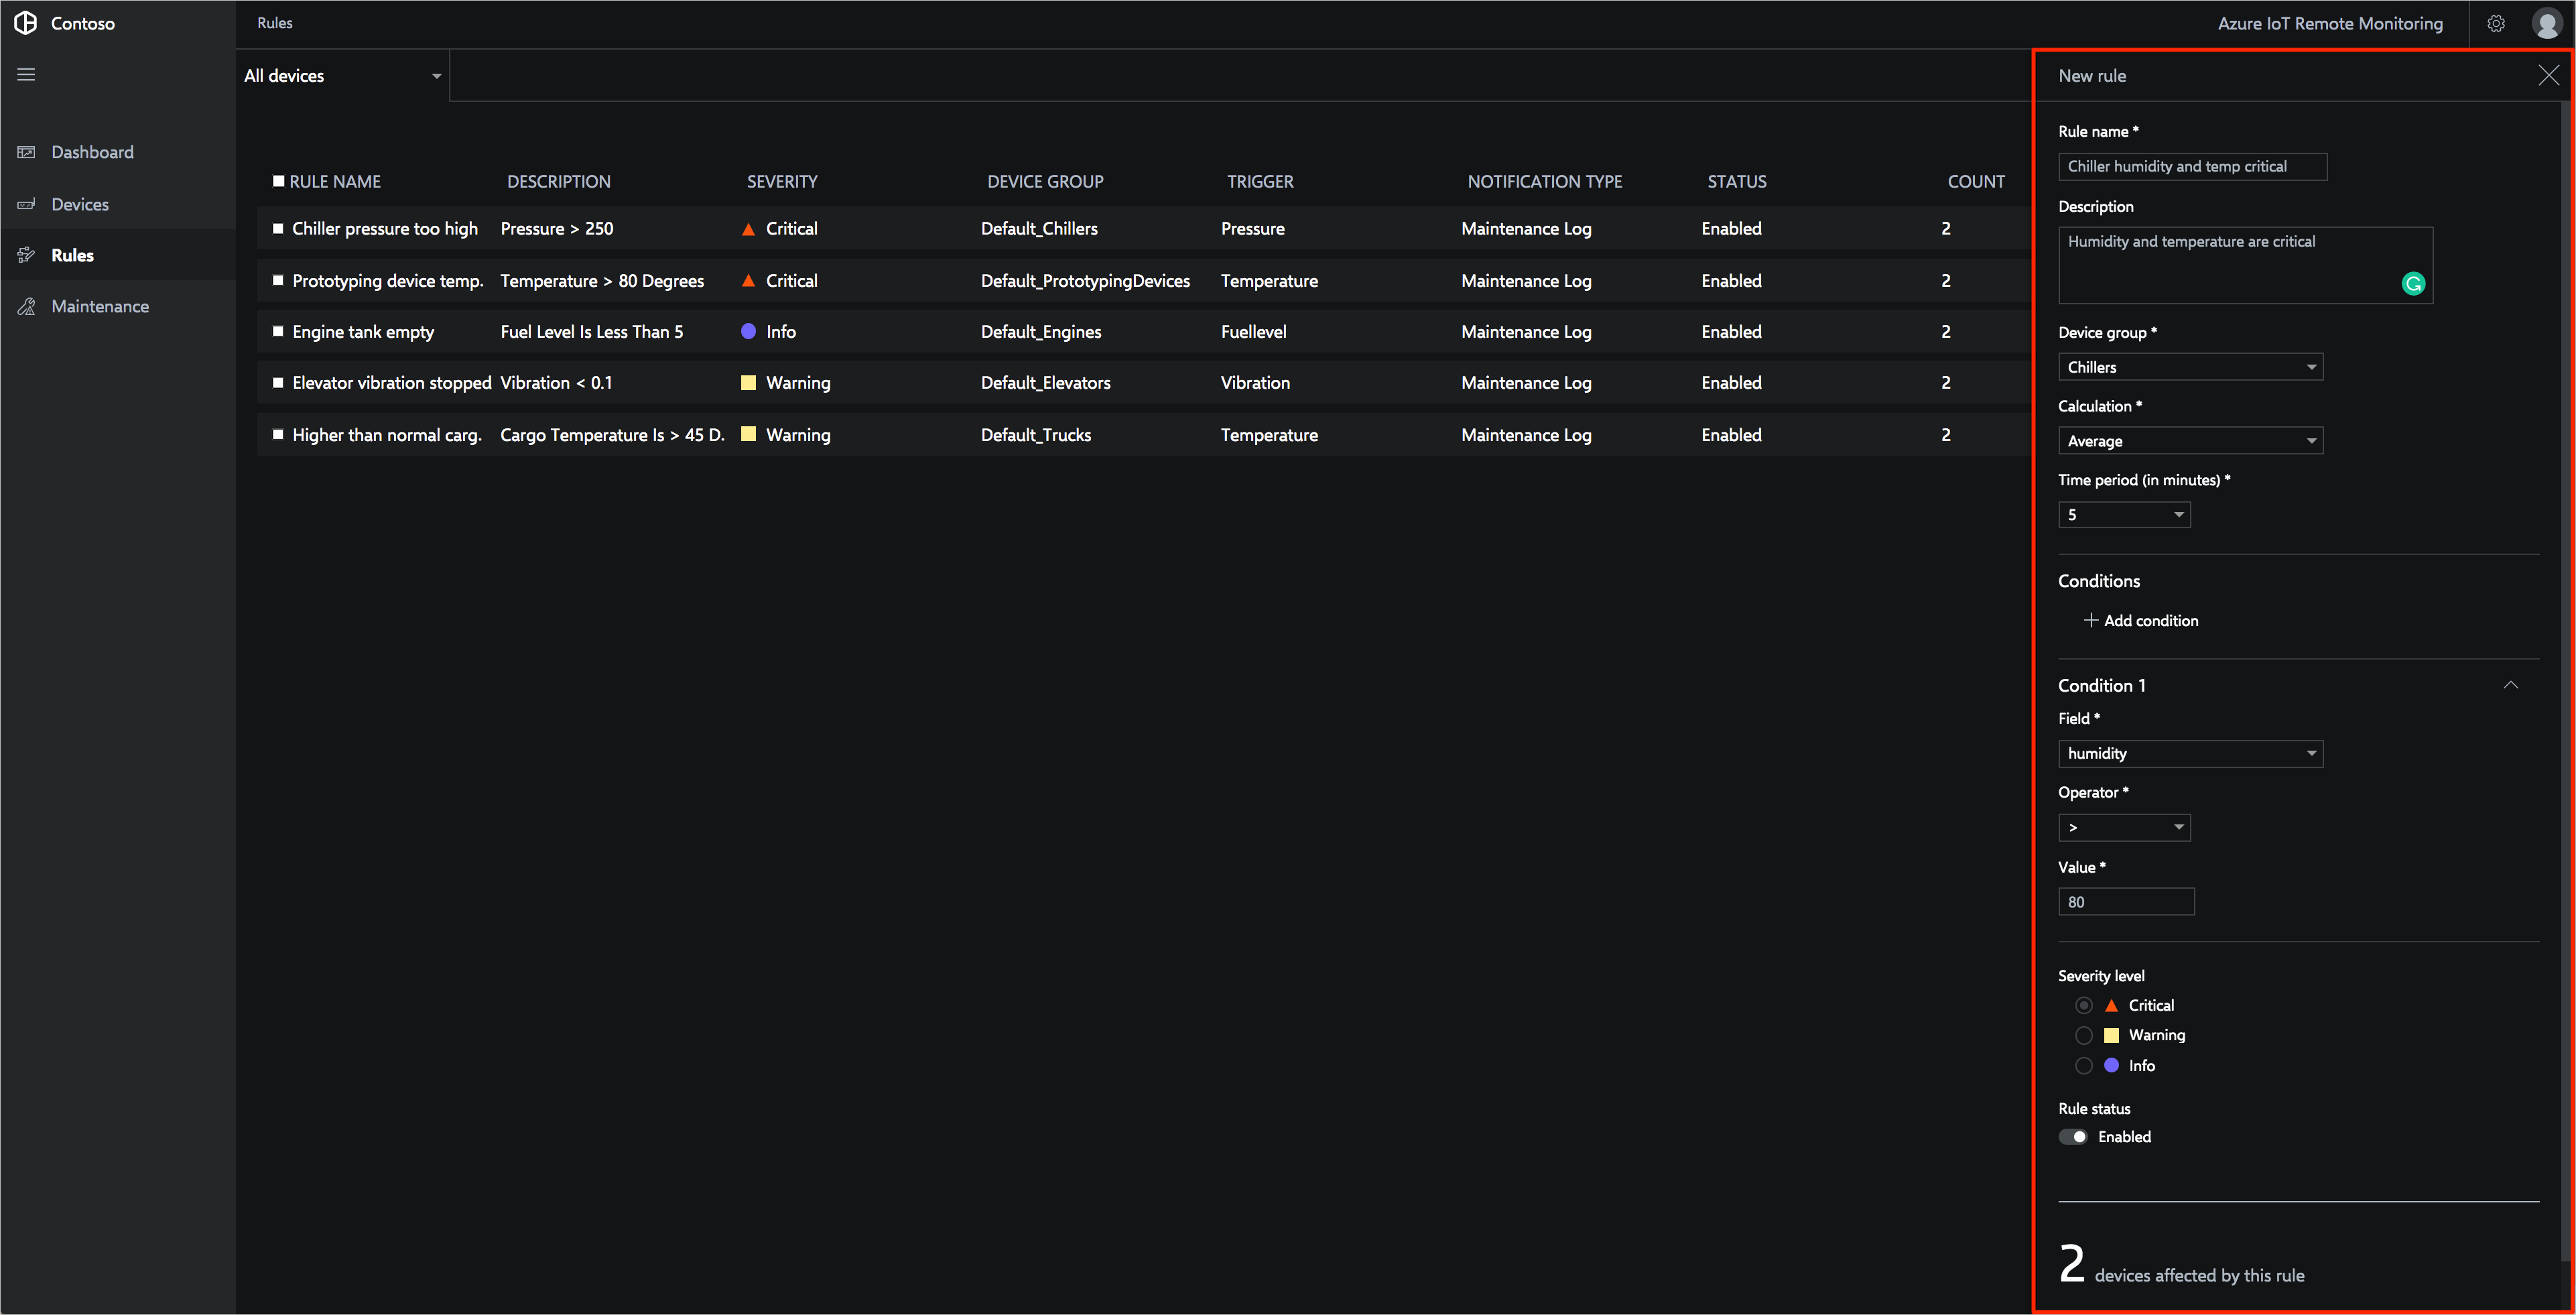 Contoso
Rules
Azure IoT Remote Monitoring
All devices
Dashboard
Devices
Rules
Maintenance
RULE NAME DESCRIPTION SEVERITY DEVICE GROUP TRIGGER NOTIFICATION TYPE STATUS COUNT
Chiller pressure too high Pressure > 250 Critical Default_Chillers Pressure Maintenance Log Enabled 2
Prototyping device temp. Temperature > 80 Degrees Critical Default_PrototypingDevices Temperature Maintenance Log Enabled 2
Engine tank empty Fuel Level Is Less Than 5 Info Default_Engines Fuellevel Maintenance Log Enabled 2
Elevator vibration stopped Vibration < 0.1 Warning Default_Elevators Vibration Maintenance Log Enabled 2
Higher than normal carg. Cargo Temperature Is > 45 D. Warning Default_Trucks Temperature Maintenance Log Enabled 2
New rule
Rule name *
Chiller humidity and temp critical
Description
Humidity and temperature are critical
Device group *
Chillers
Calculation *
Average
Time period (in minutes) *
5
Conditions
+ Add condition
Condition 1
Field *
humidity
Operator *
>
Value *
80
Severity level
Critical
Warning
Info
Rule status
Enabled
2 devices affected by this rule